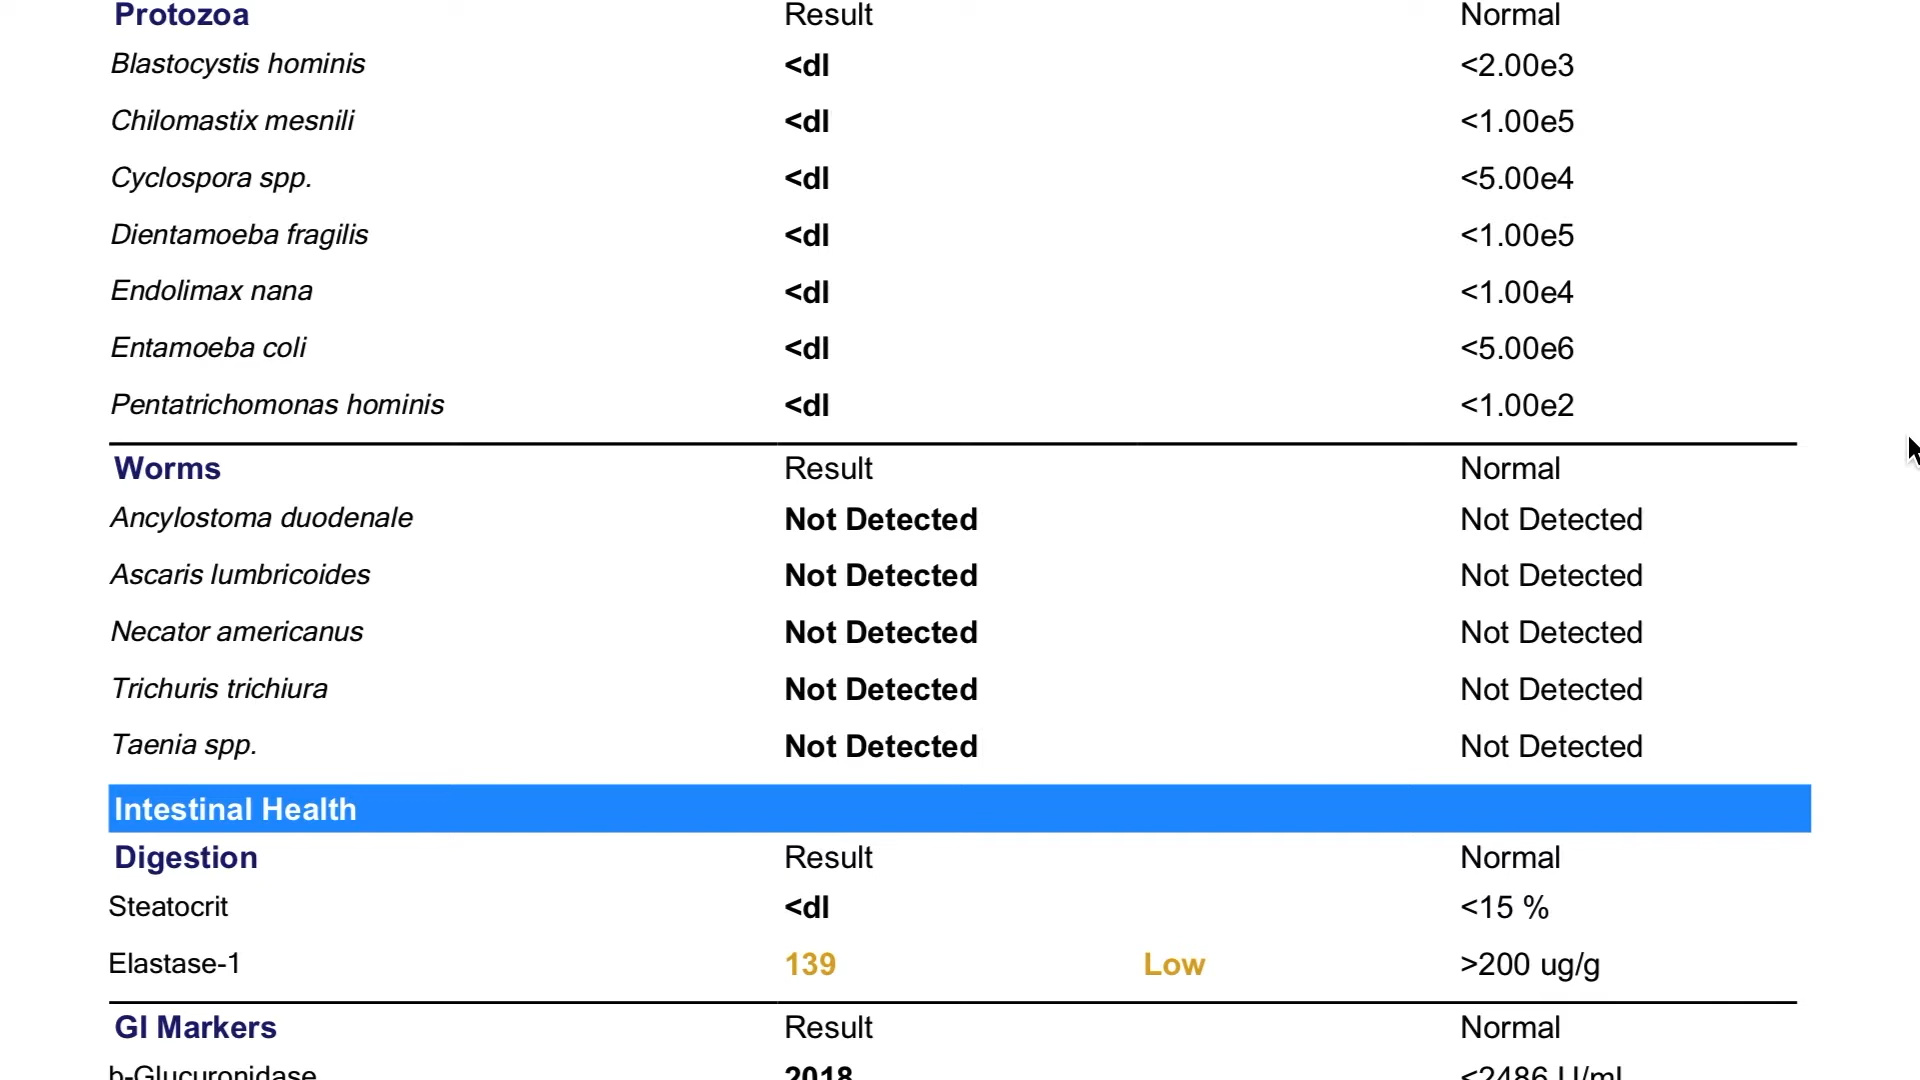 Protozoa Result Normal
Blastocystis hominis <dl <2.00e3
Chilomastix mesnili <dl <1.00e5
Cyclospora spp. <dl <5.00e4
Dientamoeba fragilis <dl <1.00e5
Endolimax nana <dl <1.00e4
Entamoeba coli <dl <5.00e6
Pentatrichomonas hominis <dl <1.00e2
Worms Result Normal
Ancylostoma duodenale Not Detected Not Detected
Ascaris lumbricoides Not Detected Not Detected
Necator americanus Not Detected Not Detected
Trichuris trichiura Not Detected Not Detected
Taenia spp. Not Detected Not Detected
Intestinal Health
Digestion Result Normal
Steatocrit <dl <15 %
Elastase-1 139 Low >200 ug/g
GI Markers Result Normal
b-Glucuronidase 2018 <2486 U/mL